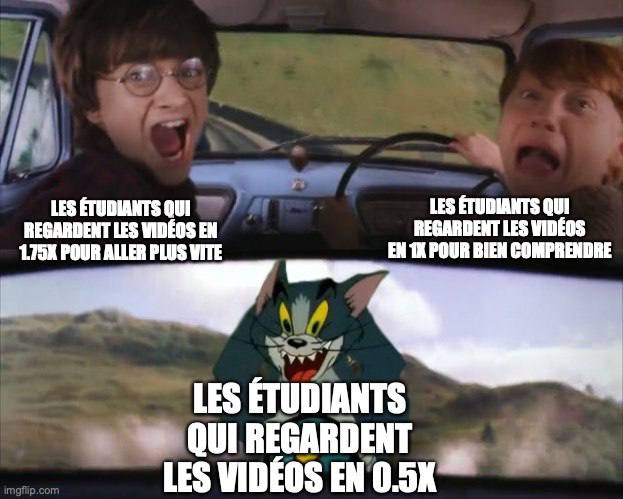 LES ÉTUDIANTS QUI
REGARDENT LES VIDÉOS EN
1.75X POUR ALLER PLUS VITE
LES ÉTUDIANTS QUI
REGARDENT LES VIDÉOS
EN 1X POUR BIEN COMPRENDRE
LES ÉTUDIANTS
QUI REGARDENT
LES VIDÉOS EN 0.5X
imgflip.com